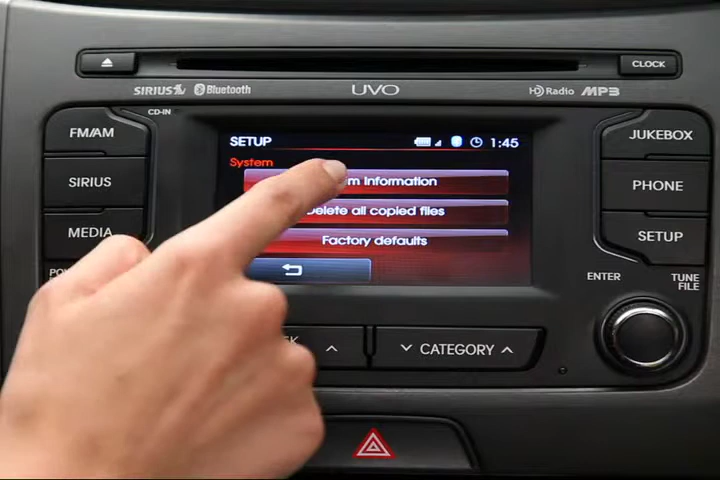 CLOCK
SIRIUS Bluetooth UVO HD Radio MP3
CD-IN
FM/AM
SIRIUS
MEDIA
SETUP 1:45
System
m Information
Delete all copied files
Factory defaults
JUKEBOX
PHONE
SETUP
ENTER TUNE
FILE
CATEGORY